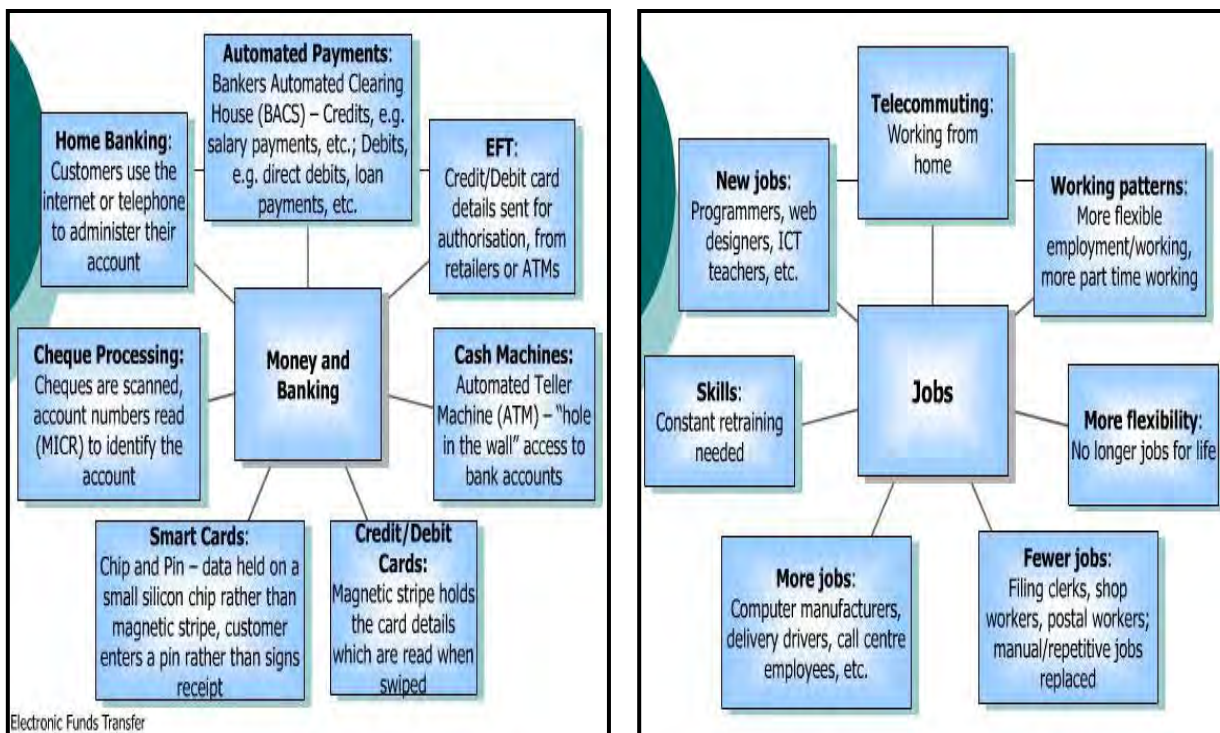 Automated Payments:
Bankers Automated Clearing
House (BACS) – Credits, e.g.
salary payments, etc.; Debits,
e.g. direct debits, loan
payments, etc.
Home Banking:
Customers use the
internet or telephone
to administer their
account
EFT:
Credit/Debit card
details sent for
authorisation, from
retailers or ATMs
Money and
Banking
Cheque Processing:
Cheques are scanned,
account numbers read
(MICR) to identify the
account
Cash Machines:
Automated Teller
Machine (ATM) – “hole
in the wall” access to
bank accounts
Smart Cards:
Chip and Pin – data held on a
small silicon chip rather than
magnetic stripe, customer
enters a pin rather than signs
receipt
Credit/Debit
Cards:
Magnetic stripe holds
the card details
which are read when
swiped
Electronic Funds Transfer
Telecommuting:
Working from
home
New jobs:
Programmers, web
designers, ICT
teachers, etc.
Working patterns:
More flexible
employment/working,
more part time working
Jobs
Skills:
Constant retraining
needed
More flexibility:
No longer jobs for life
More jobs:
Computer manufacturers,
delivery drivers, call centre
employees, etc.
Fewer jobs:
Filing clerks, shop
workers, postal workers;
manual/repetitive jobs
replaced